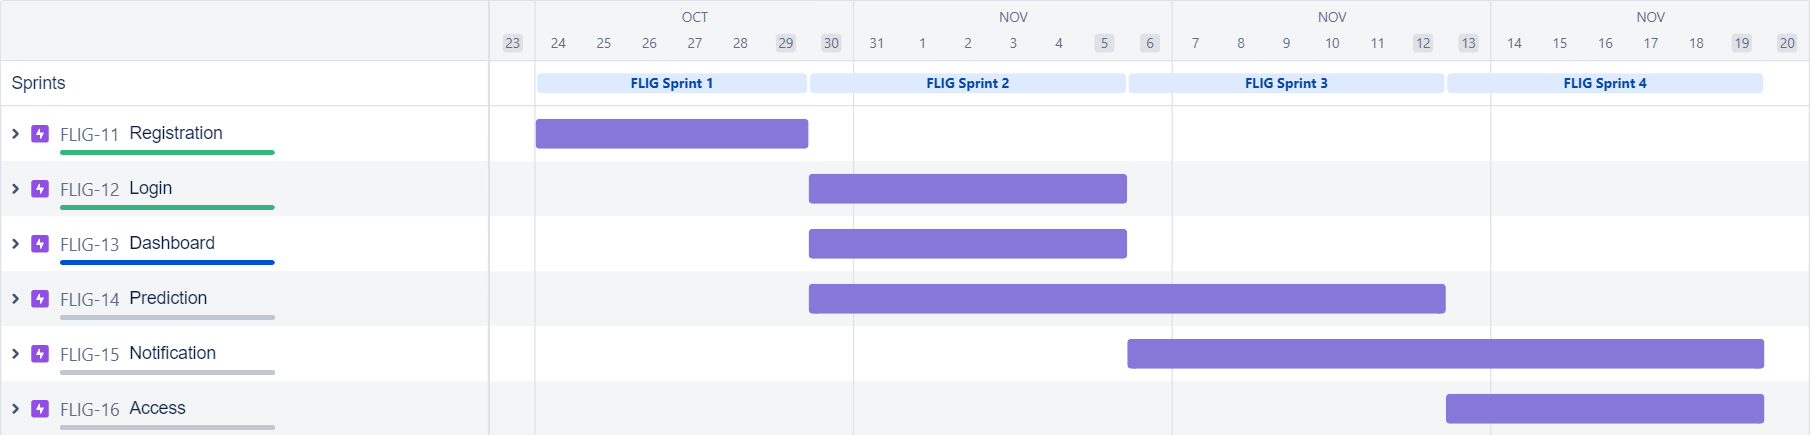 OCT NOV NOV NOV
23 24 25 26 27 28 29 30 31 1 2 3 4 5 6 7 8 9 10 11 12 13 14 15 16 17 18 19 20
Sprints FLIG Sprint 1 FLIG Sprint 2 FLIG Sprint 3 FLIG Sprint 4
FLIG-11 Registration
FLIG-12 Login
FLIG-13 Dashboard
FLIG-14 Prediction
FLIG-15 Notification
FLIG-16 Access